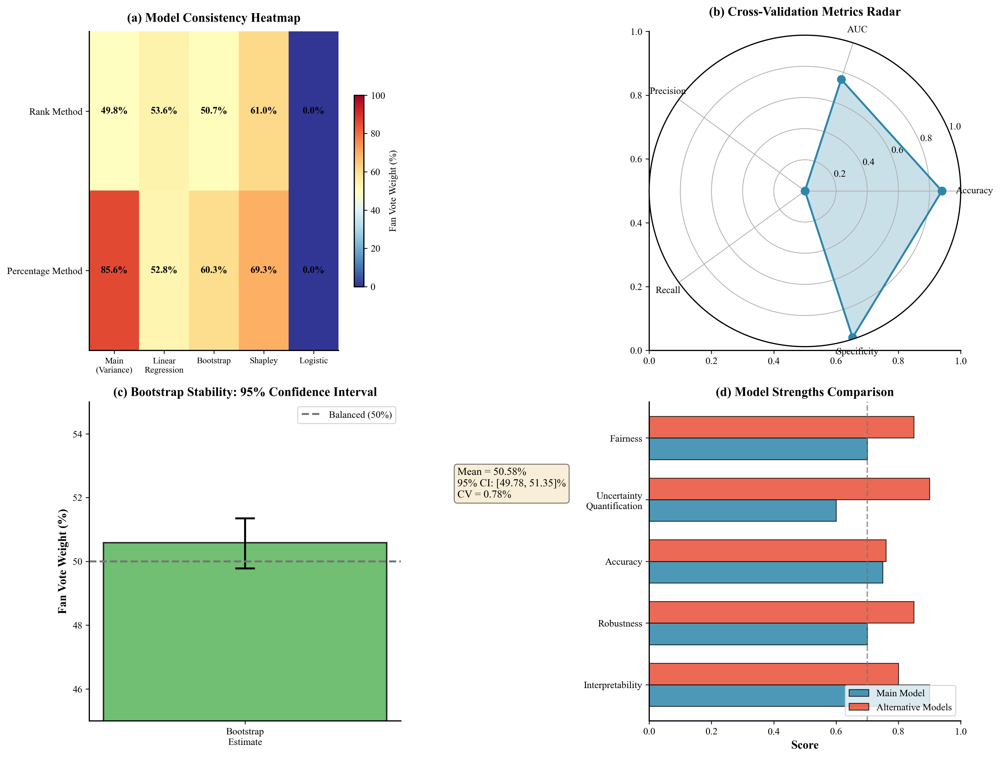 (a) Model Consistency Heatmap
Rank Method
Percentage Method
49.8%
53.6%
50.7%
61.0%
0.0%
85.6%
52.8%
60.3%
69.3%
0.0%
Main
(Variance)
Linear
Regression
Bootstrap
Shapley
Logistic
100
80
60
40
20
0
Fan Vote Weight (%)
(b) Cross-Validation Metrics Radar
1.0
0.8
0.6
0.4
0.2
0.0
0.0
0.2
0.4
0.6
0.8
1.0
AUC
Precision
Recall
Specificity
Accuracy
0.2
0.4
0.6
0.8
1.0
(c) Bootstrap Stability: 95% Confidence Interval
Balanced (50%)
54
52
50
48
46
Fan Vote Weight (%)
Bootstrap
Estimate
Mean = 50.58%
95% CI: [49.78, 51.35]%
CV = 0.78%
(d) Model Strengths Comparison
Fairness
Uncertainty
Quantification
Accuracy
Robustness
Interpretability
Main Model
Alternative Models
0.0
0.2
0.4
0.6
0.8
1.0
Score